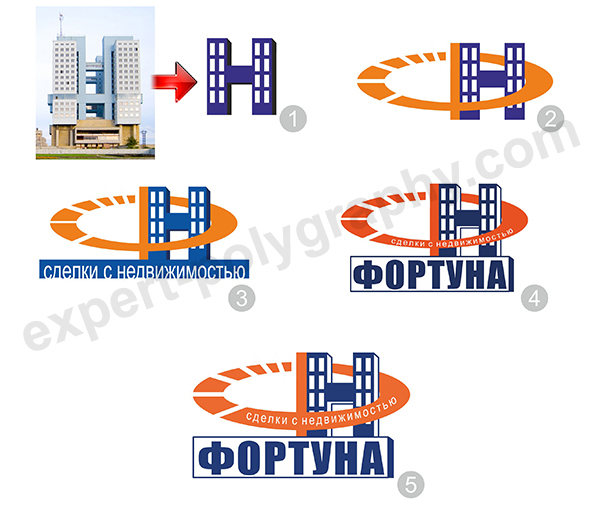 1
2
сделки с недвижимостью
3
сделки с недвижимостью
ФОРТУНА
4
сделки с недвижимостью
ФОРТУНА
5
expert-polygraphy.com